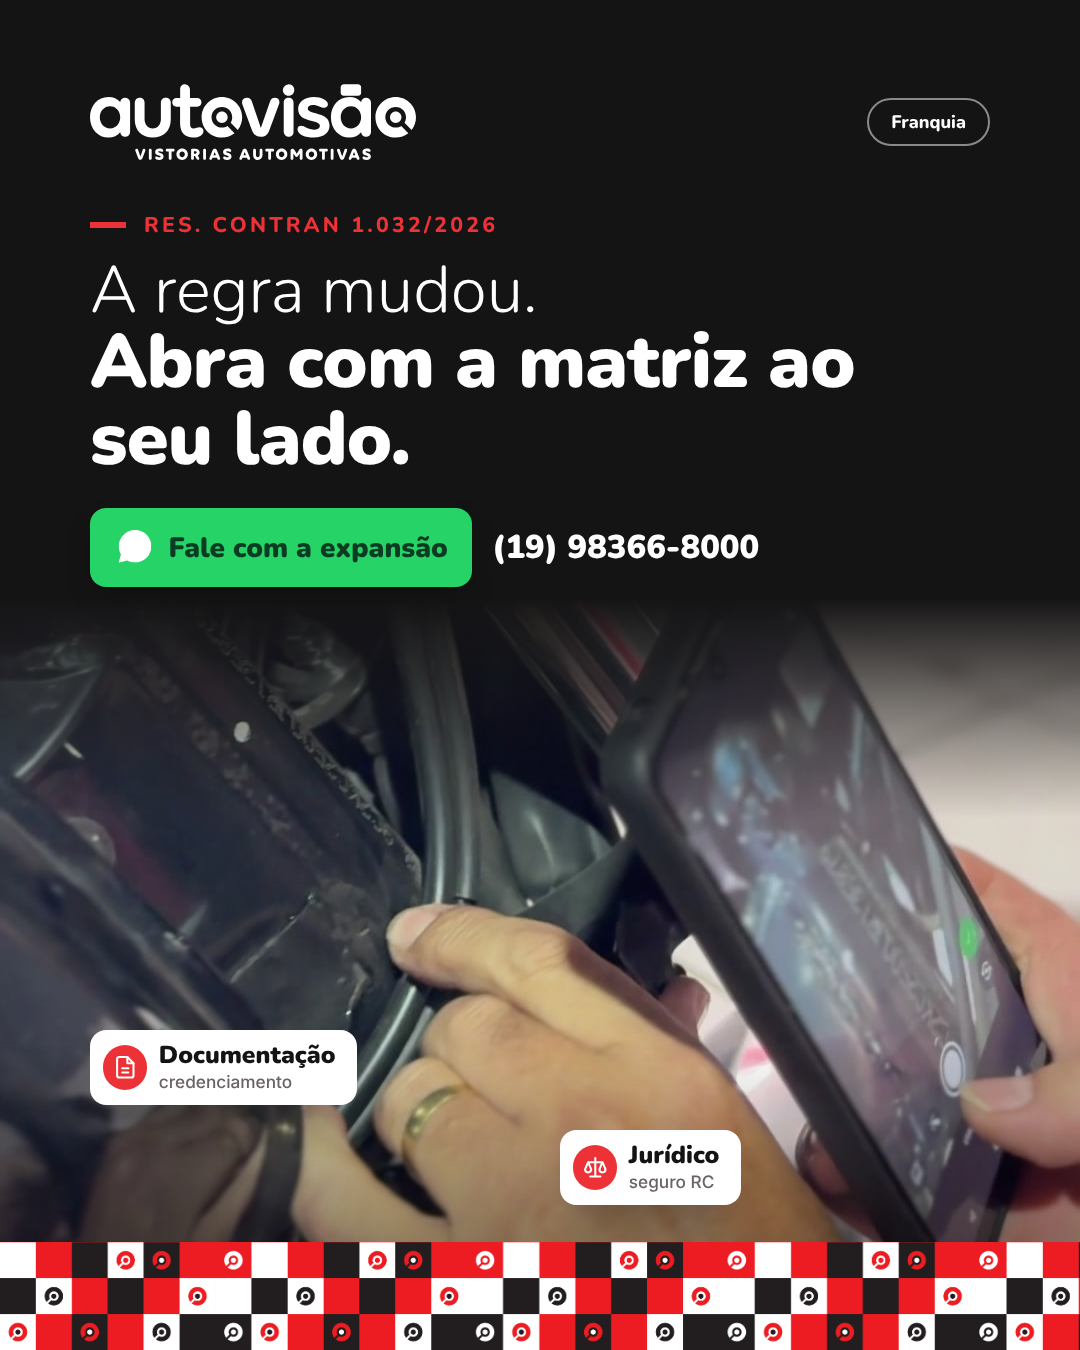 autovisão
VISTORIAS AUTOMOTIVAS
Franquia
RES. CONTRAN 1.032/2026
A regra mudou.
Abra com a matriz ao
seu lado.
Fale com a expansão
(19) 98366-8000
Documentação
credenciamento
Jurídico
seguro RC